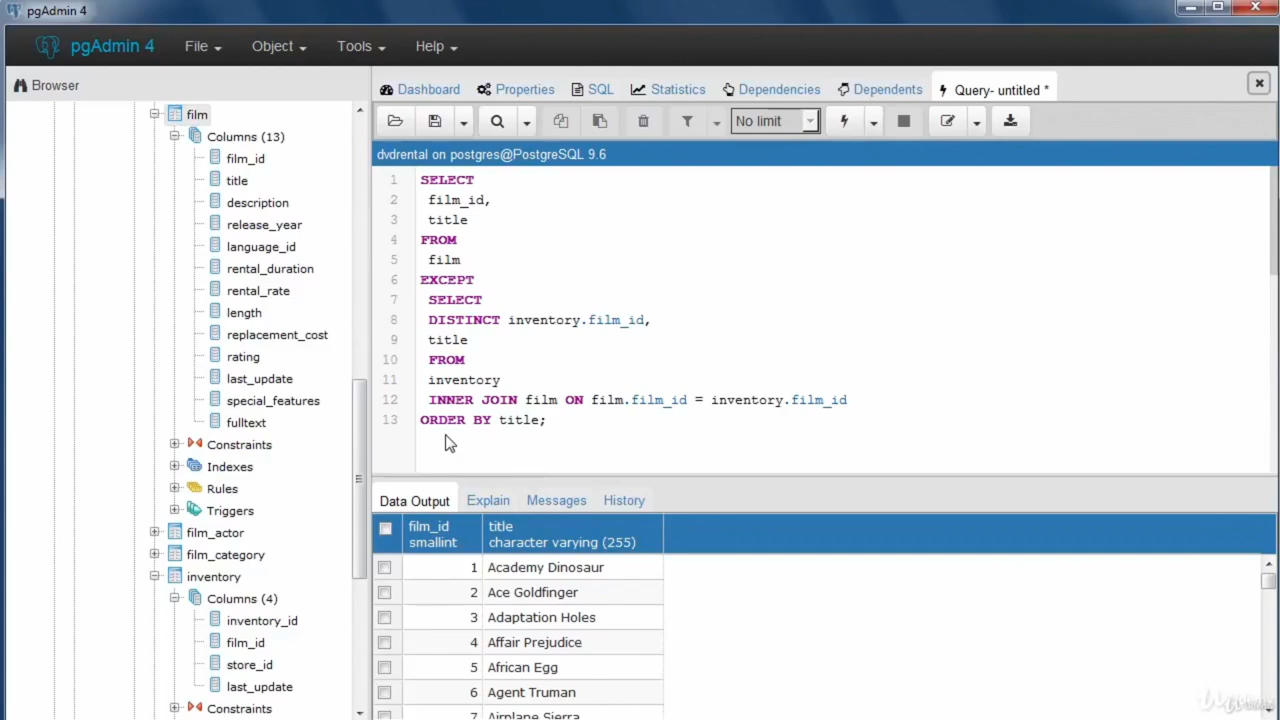 pgAdmin 4
pgAdmin 4 File Object Tools Help
Browser
Dashboard Properties SQL Statistics Dependencies Dependents Query- untitled *
No limit
dvdrental on postgres@PostgreSQL 9.6
film
Columns (13)
film_id
title
description
release_year
language_id
rental_duration
rental_rate
length
replacement_cost
rating
last_update
special_features
fulltext
Constraints
Indexes
Rules
Triggers
film_actor
film_category
inventory
Columns (4)
inventory_id
film_id
store_id
last_update
Constraints
1 SELECT
2 film_id,
3 title
4 FROM
5 film
6 EXCEPT
7 SELECT
8 DISTINCT inventory.film_id,
9 title
10 FROM
11 inventory
12 INNER JOIN film ON film.film_id = inventory.film_id
13 ORDER BY title;
Data Output Explain Messages History
film_id title
smallint character varying (255)
1 Academy Dinosaur
2 Ace Goldfinger
3 Adaptation Holes
4 Affair Prejudice
5 African Egg
6 Agent Truman
7 Airplane Sierra